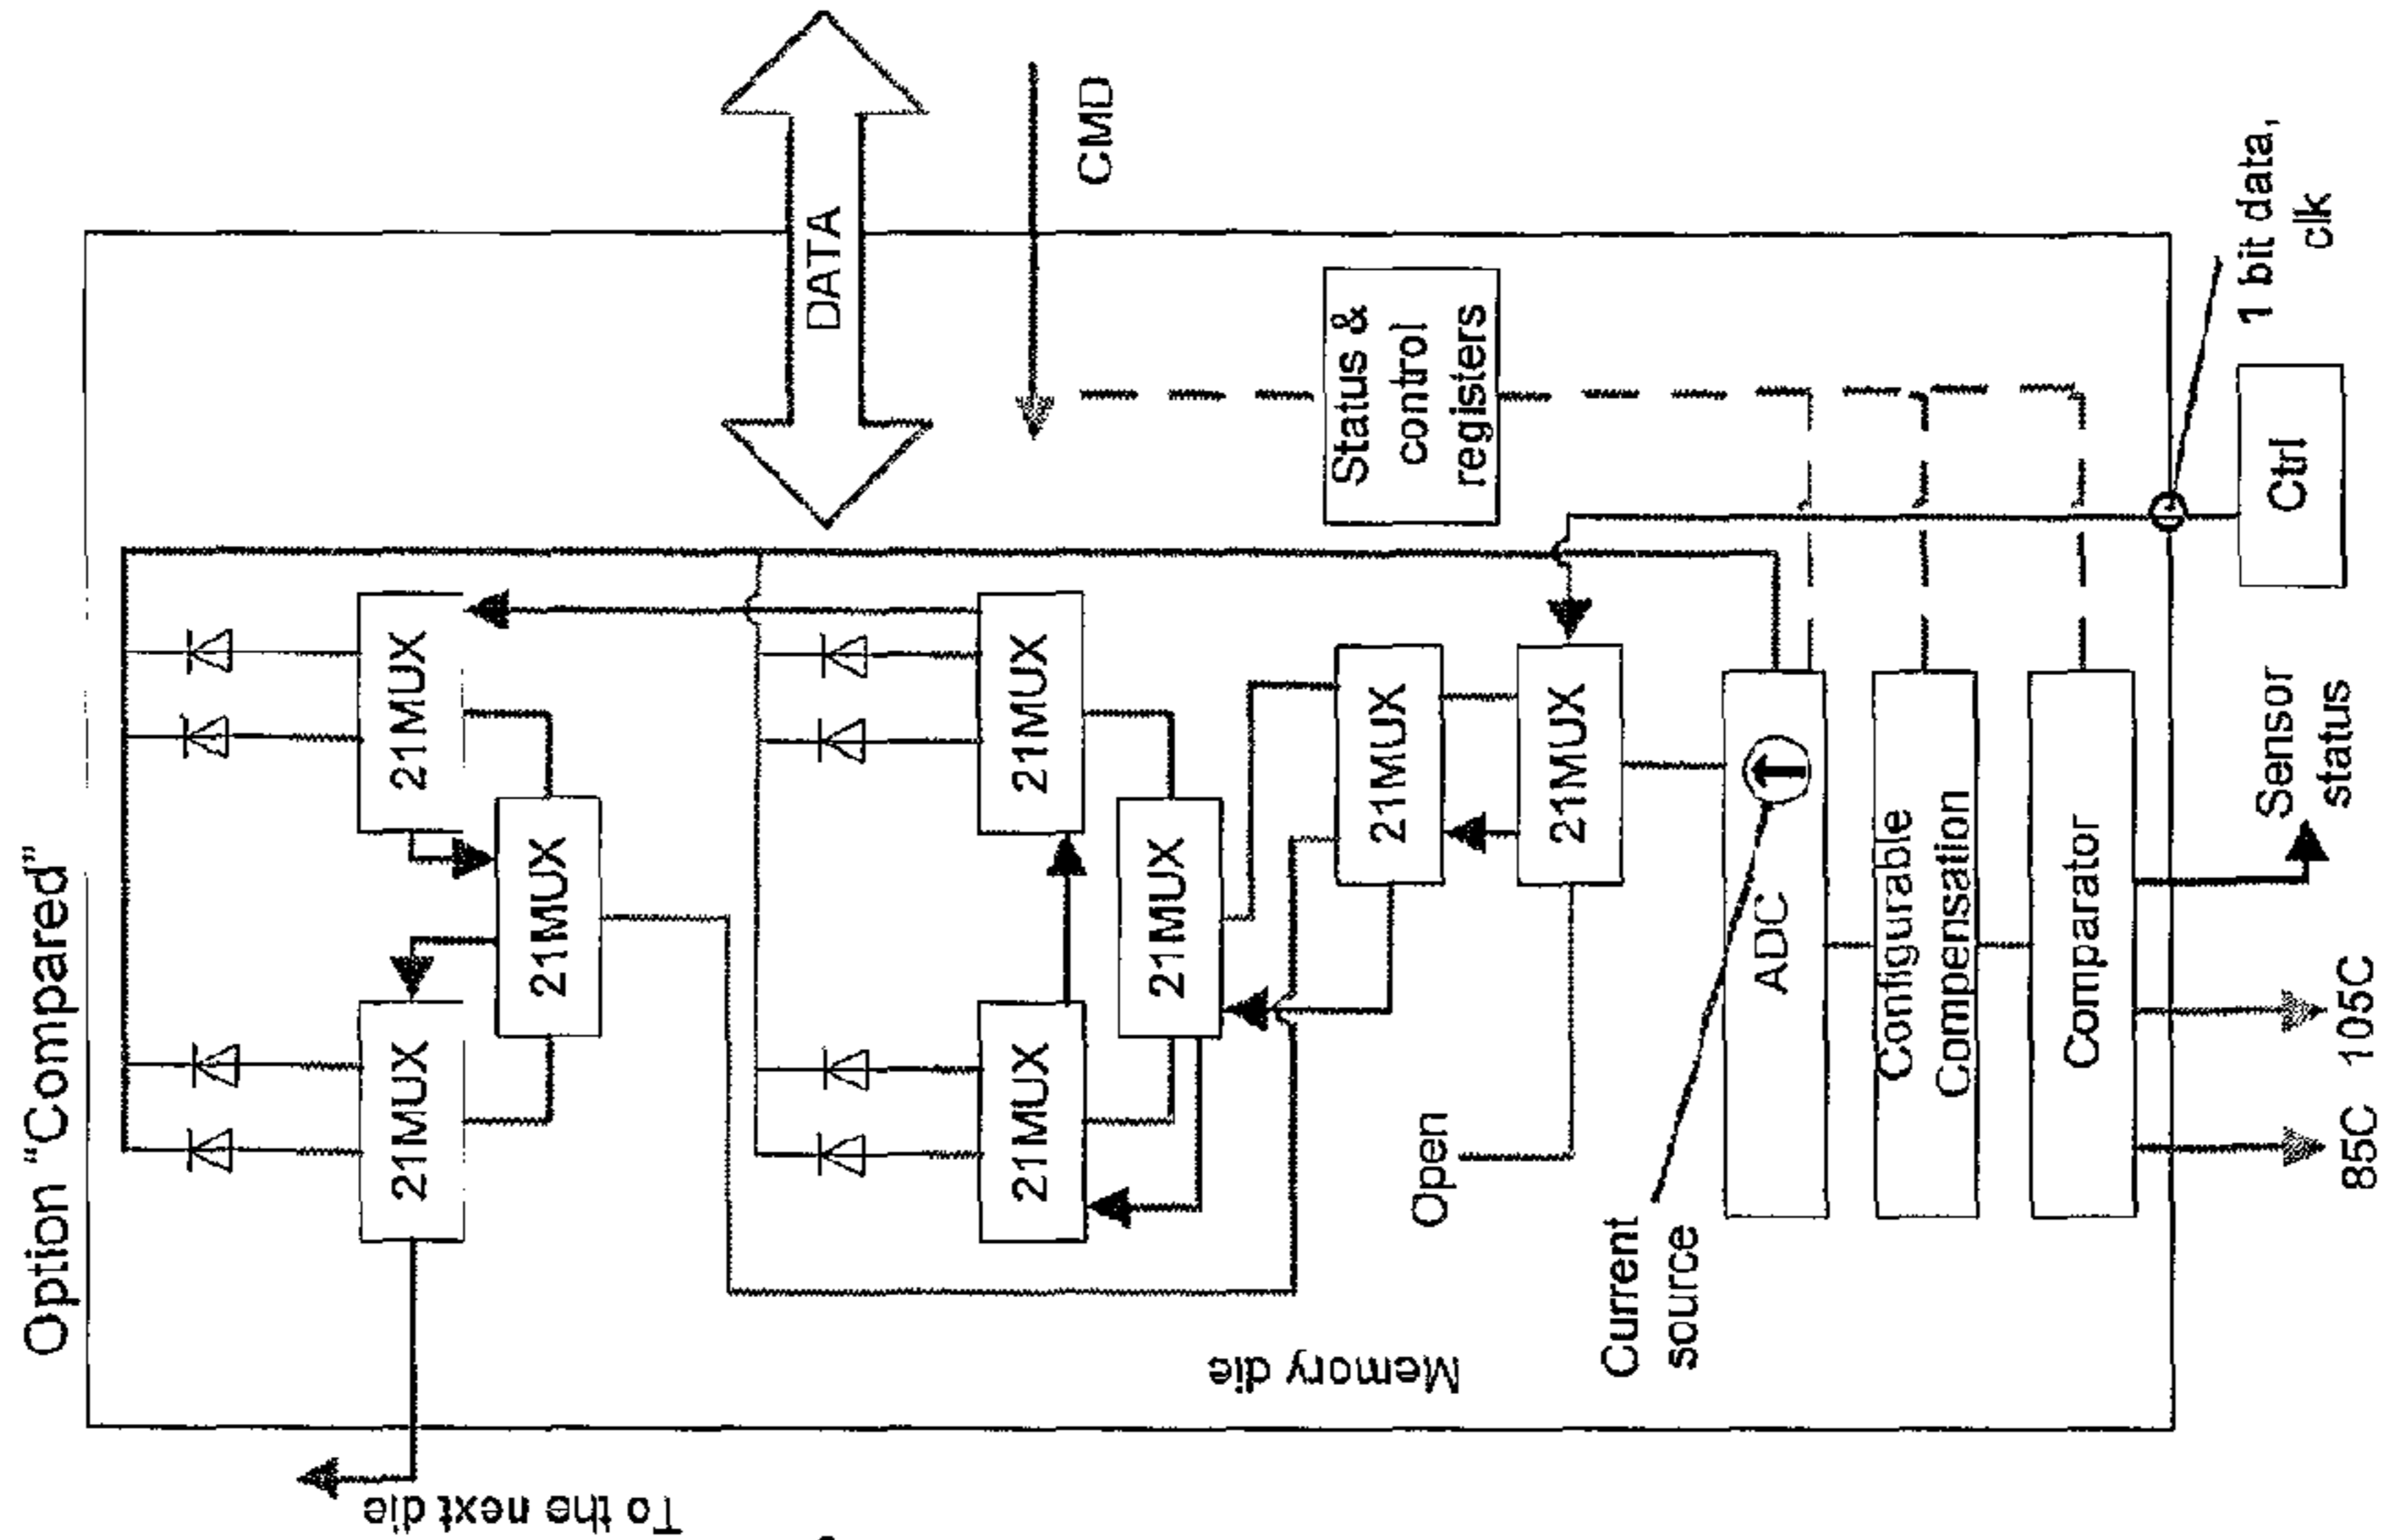 Option "Compared"
To the next die
Memory die
21MUX
21MUX
21MUX
21MUX
21MUX
21MUX
21MUX
21MUX
Open
DATA
CMD
Status &
control
registers
Current
source
ADC
Configurable
Compensation
Comparator
85C
105C
Sensor
status
Ctrl
1 bit data,
clk